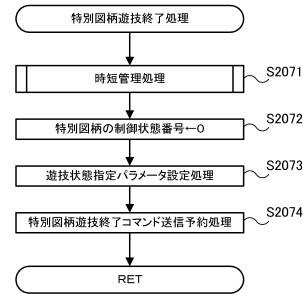 特別図柄遊技終了処理
S2071
時短管理処理
S2072
特別図柄の制御状態番号←0
S2073
遊技状態指定パラメータ設定処理
S2074
特別図柄遊技終了コマンド送信予約処理
RET